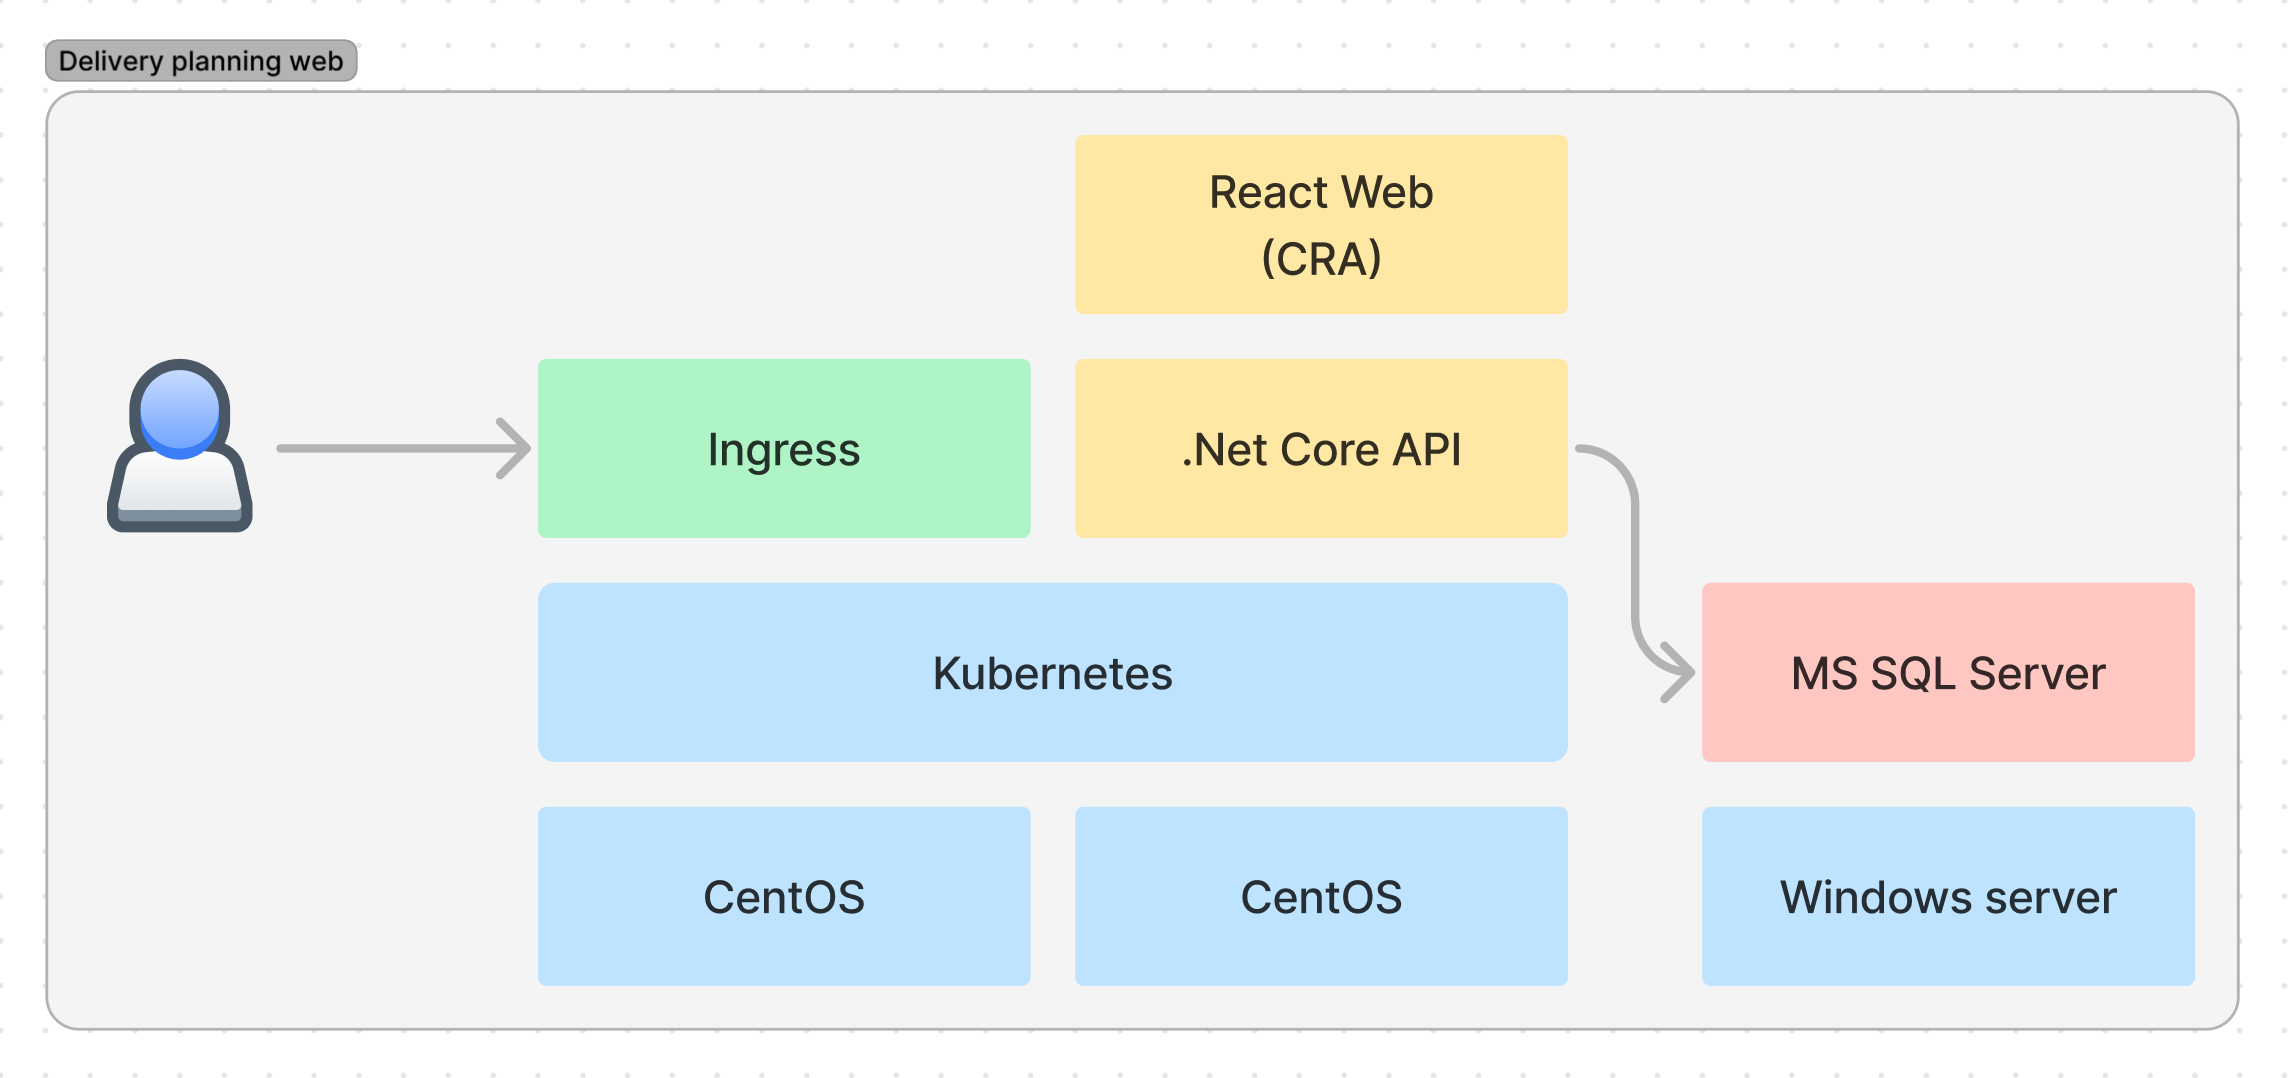 Delivery planning web
React Web
(CRA)
Ingress
.Net Core API
Kubernetes
MS SQL Server
CentOS
CentOS
Windows server